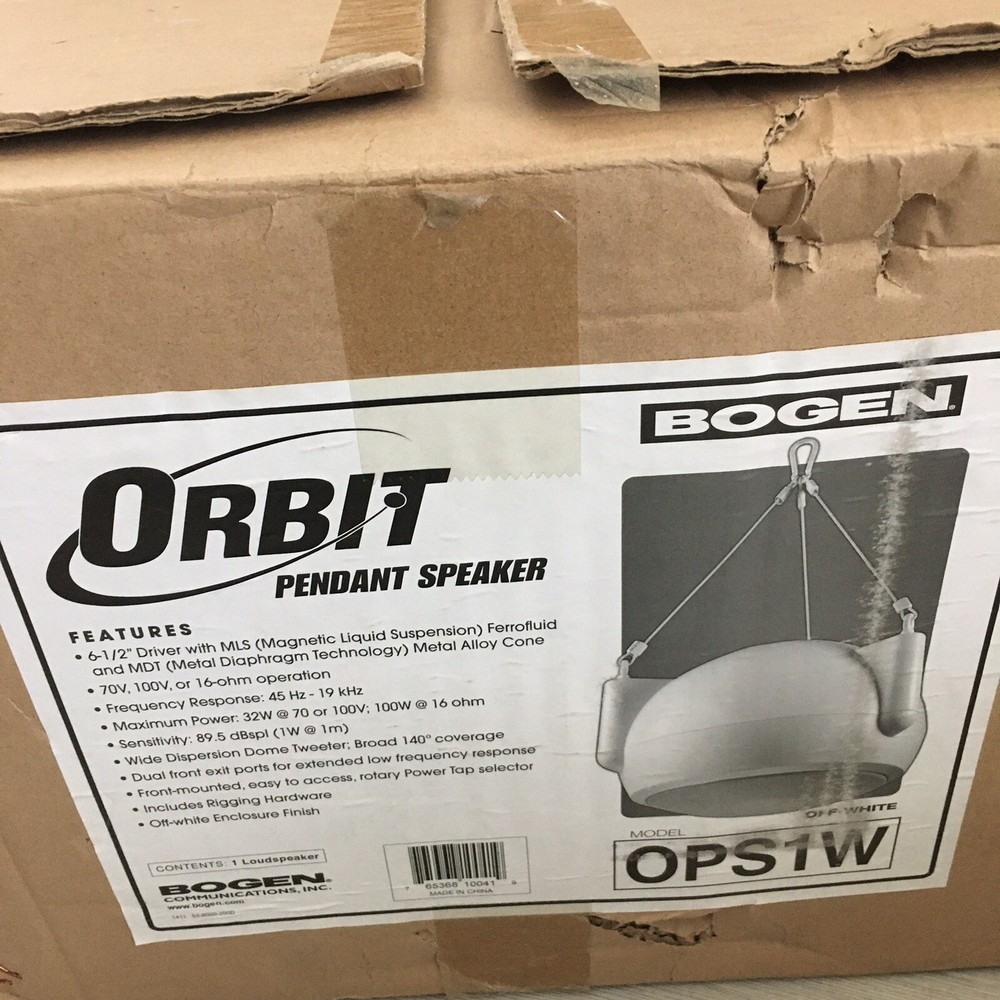 BOGEN®
ORBIT
PENDANT SPEAKER
FEATURES
• 6-1/2" Driver with MLS (Magnetic Liquid Suspension) Ferrofluid
and MDT (Metal Diaphragm Technology) Metal Alloy Cone
• 70V, 100V, or 16-ohm operation
• Frequency Response: 45 Hz - 19 kHz
• Maximum Power: 32W @ 70 or 100V; 100W @ 16 ohm
• Sensitivity: 89.5 dBspl (1W @ 1m)
• Wide Dispersion Dome Tweeter; Broad 140° coverage
• Dual front exit ports for extended low frequency response
• Front-mounted, easy to access, rotary Power Tap selector
• Includes Rigging Hardware
• Off-white Enclosure Finish
OFF-WHITE
MODEL
OPS1W
CONTENTS: 1 Loudspeaker
BOGEN®
COMMUNICATIONS, INC.
www.bogen.com
7 65368 10041 9
MADE IN CHINA